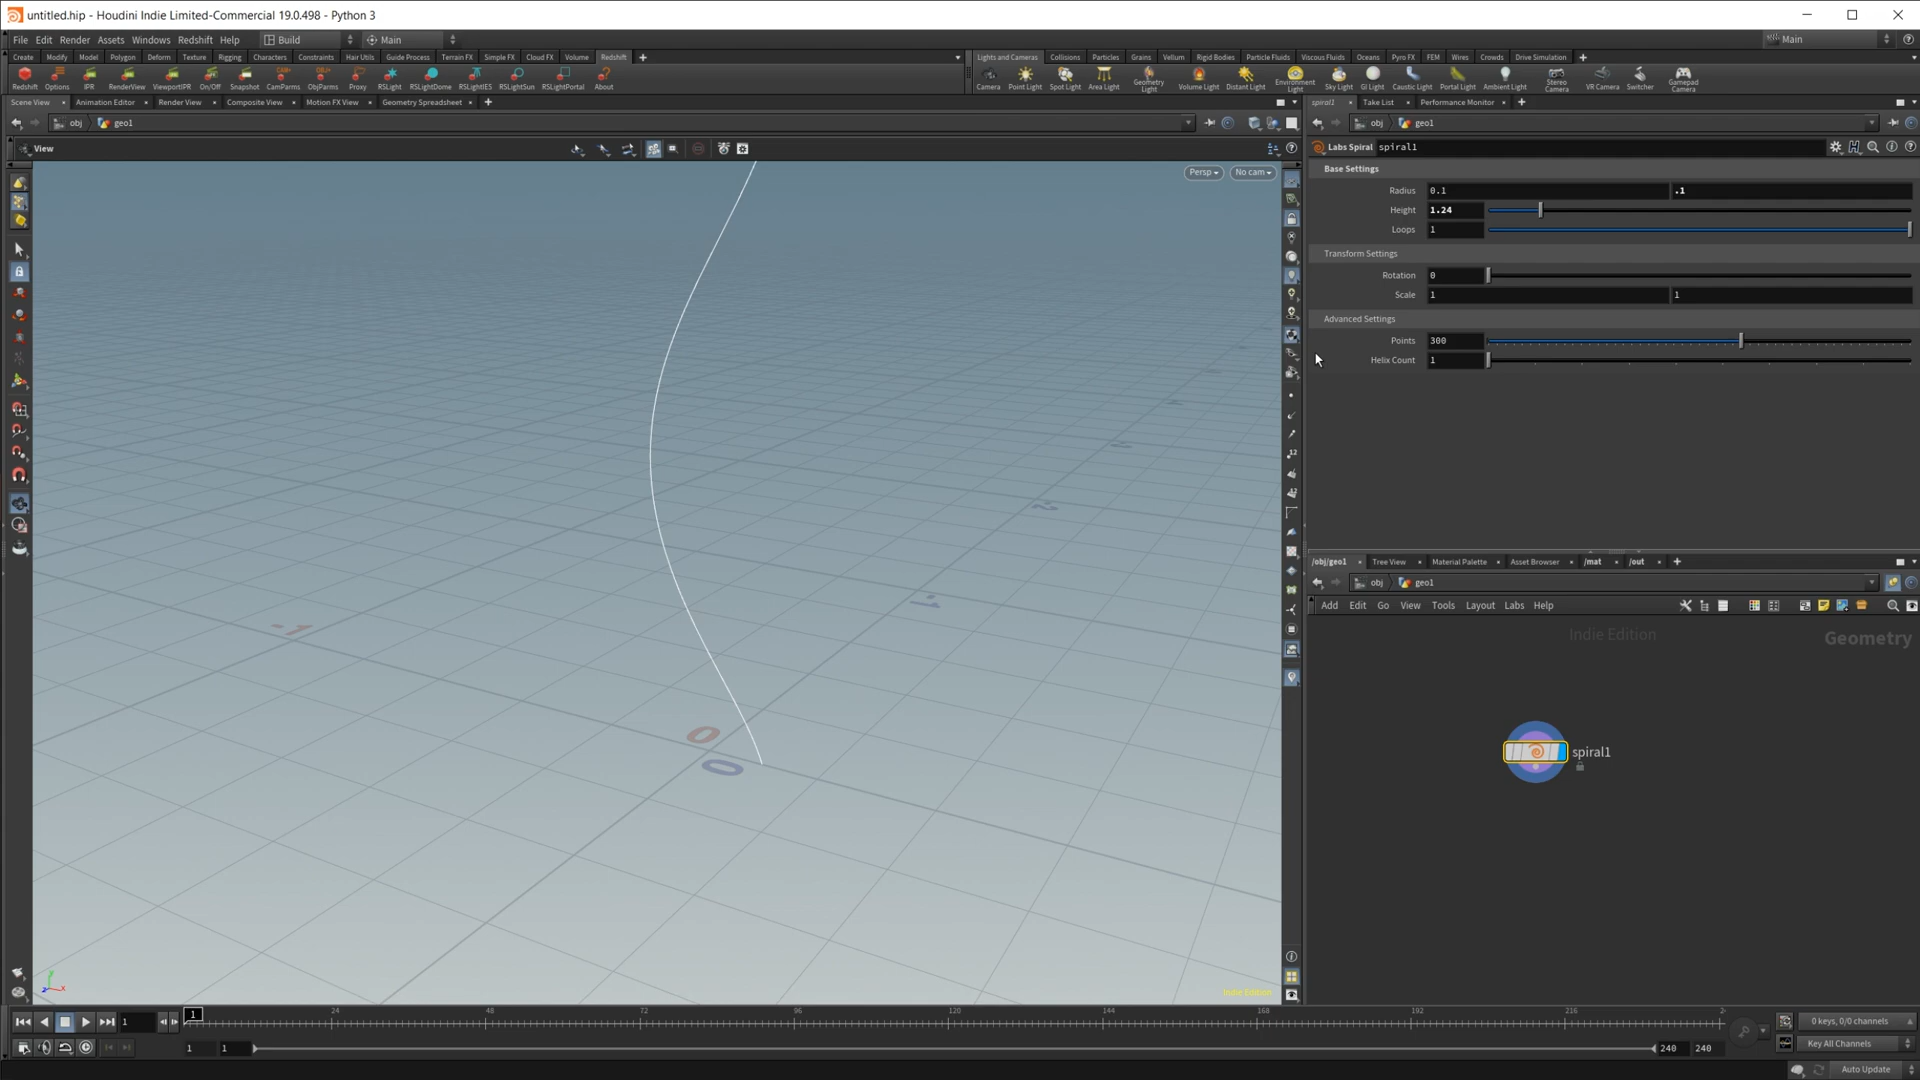 untitled.hip - Houdini Indie Limited-Commercial 19.0.498 - Python 3
File Edit Render Assets Windows Redshift Help Build Main Main
Create Modify Model Polygon Deform Texture Rigging Characters Constraints Hair Utils Guide Process Terrain FX Simple FX Cloud FX Volume Redshift
Lights and Cameras Collisions Particles Grains Vellum Rigid Bodies Particle Fluids Viscous Fluids Oceans Pyro FX FEM Wires Crowds Drive Simulation
Redshift Options IPR RenderView ViewportIPR On/Off Snapshot CamParms ObjParms Proxy RSLight RSLightDome RSLightIES RSLightSun RSLightPortal About
Camera Point Light Spot Light Area Light Geometry Light Volume Light Distant Light Environment Light Sky Light GI Light Caustic Light Portal Light Ambient Light Stereo Camera VR Camera Switcher Gamepad Camera
Scene View Animation Editor Render View Composite View Motion FX View Geometry Spreadsheet
spiral1 Take List Performance Monitor
obj geo1
obj geo1
View
Labs Spiral spiral1
Persp No cam
Base Settings
Radius 0.1 .1
Height 1.24
Loops 1
Transform Settings
Rotation 0
Scale 1 1
Advanced Settings
Points 300
Helix Count 1
/obj/geo1 Tree View Material Palette Asset Browser /mat /out
obj geo1
Add Edit Go View Tools Layout Labs Help
Indie Edition
Geometry
spiral1
-1
0
0
Indie Edition
1 1 24 48 72 96 120 144 168 192 216
0 keys, 0/0 channels
1 1 240 240
Key All Channels
Auto Update